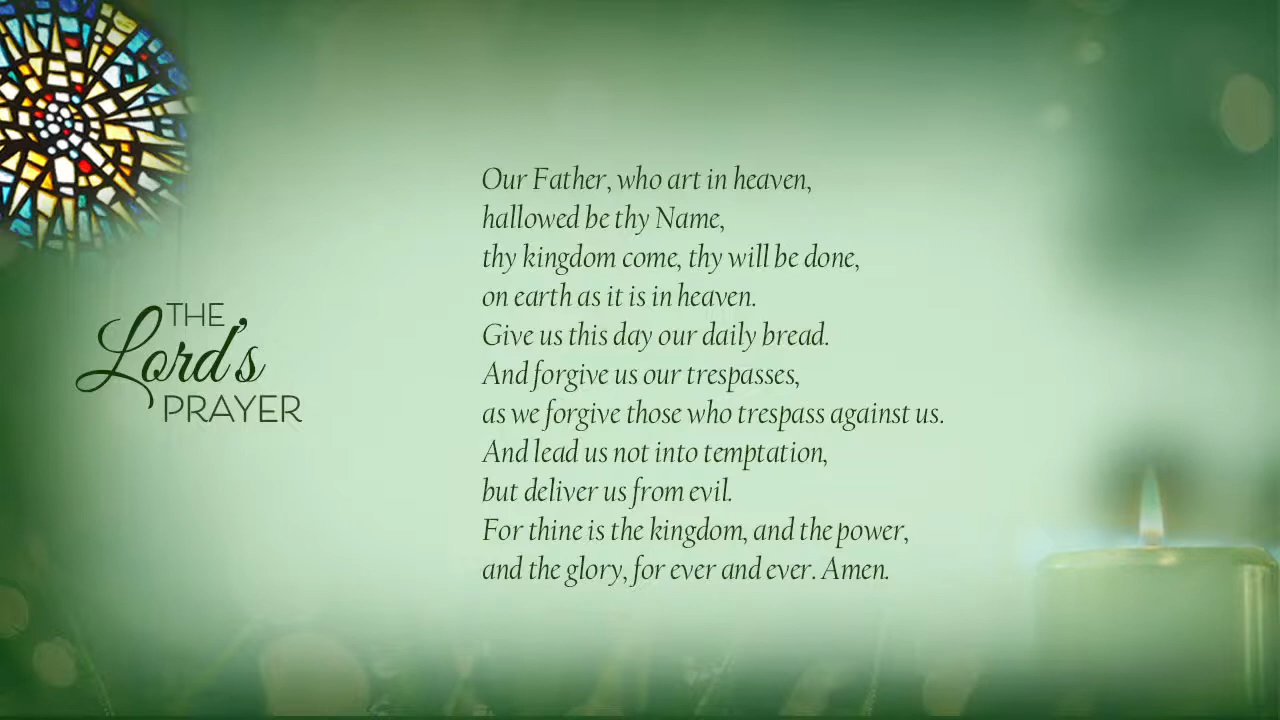 THE
Lord's
PRAYER
Our Father, who art in heaven,
hallowed be thy Name,
thy kingdom come, thy will be done,
on earth as it is in heaven.
Give us this day our daily bread.
And forgive us our trespasses,
as we forgive those who trespass against us.
And lead us not into temptation,
but deliver us from evil.
For thine is the kingdom, and the power,
and the glory, for ever and ever. Amen.